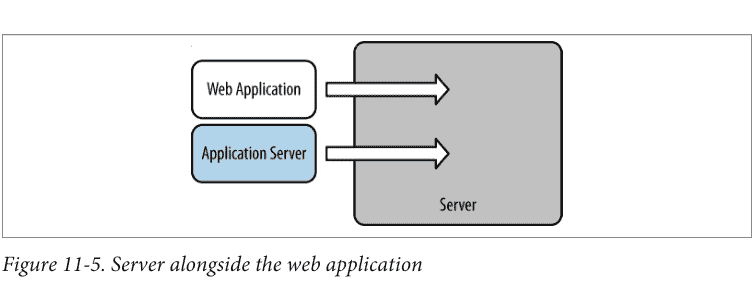 Web Application
Application Server
Server
Figure 11-5. Server alongside the web application